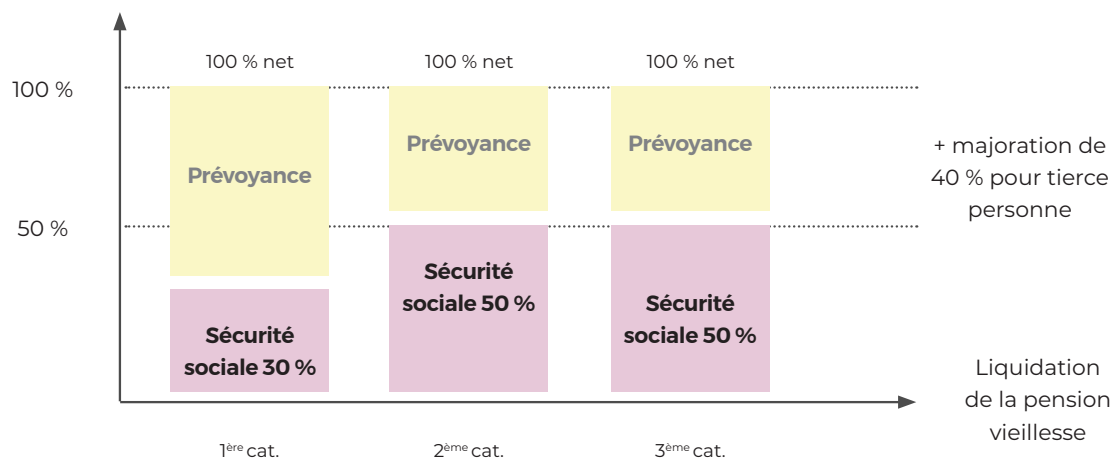 100 % net
100 % net
100 % net
100 %
Prévoyance
Prévoyance
Prévoyance
+ majoration de
40 % pour tierce
personne
50 %
Sécurité
sociale 30 %
Sécurité
sociale 50 %
Sécurité
sociale 50 %
Liquidation
de la pension
vieillesse
1ère cat.
2ème cat.
3ème cat.